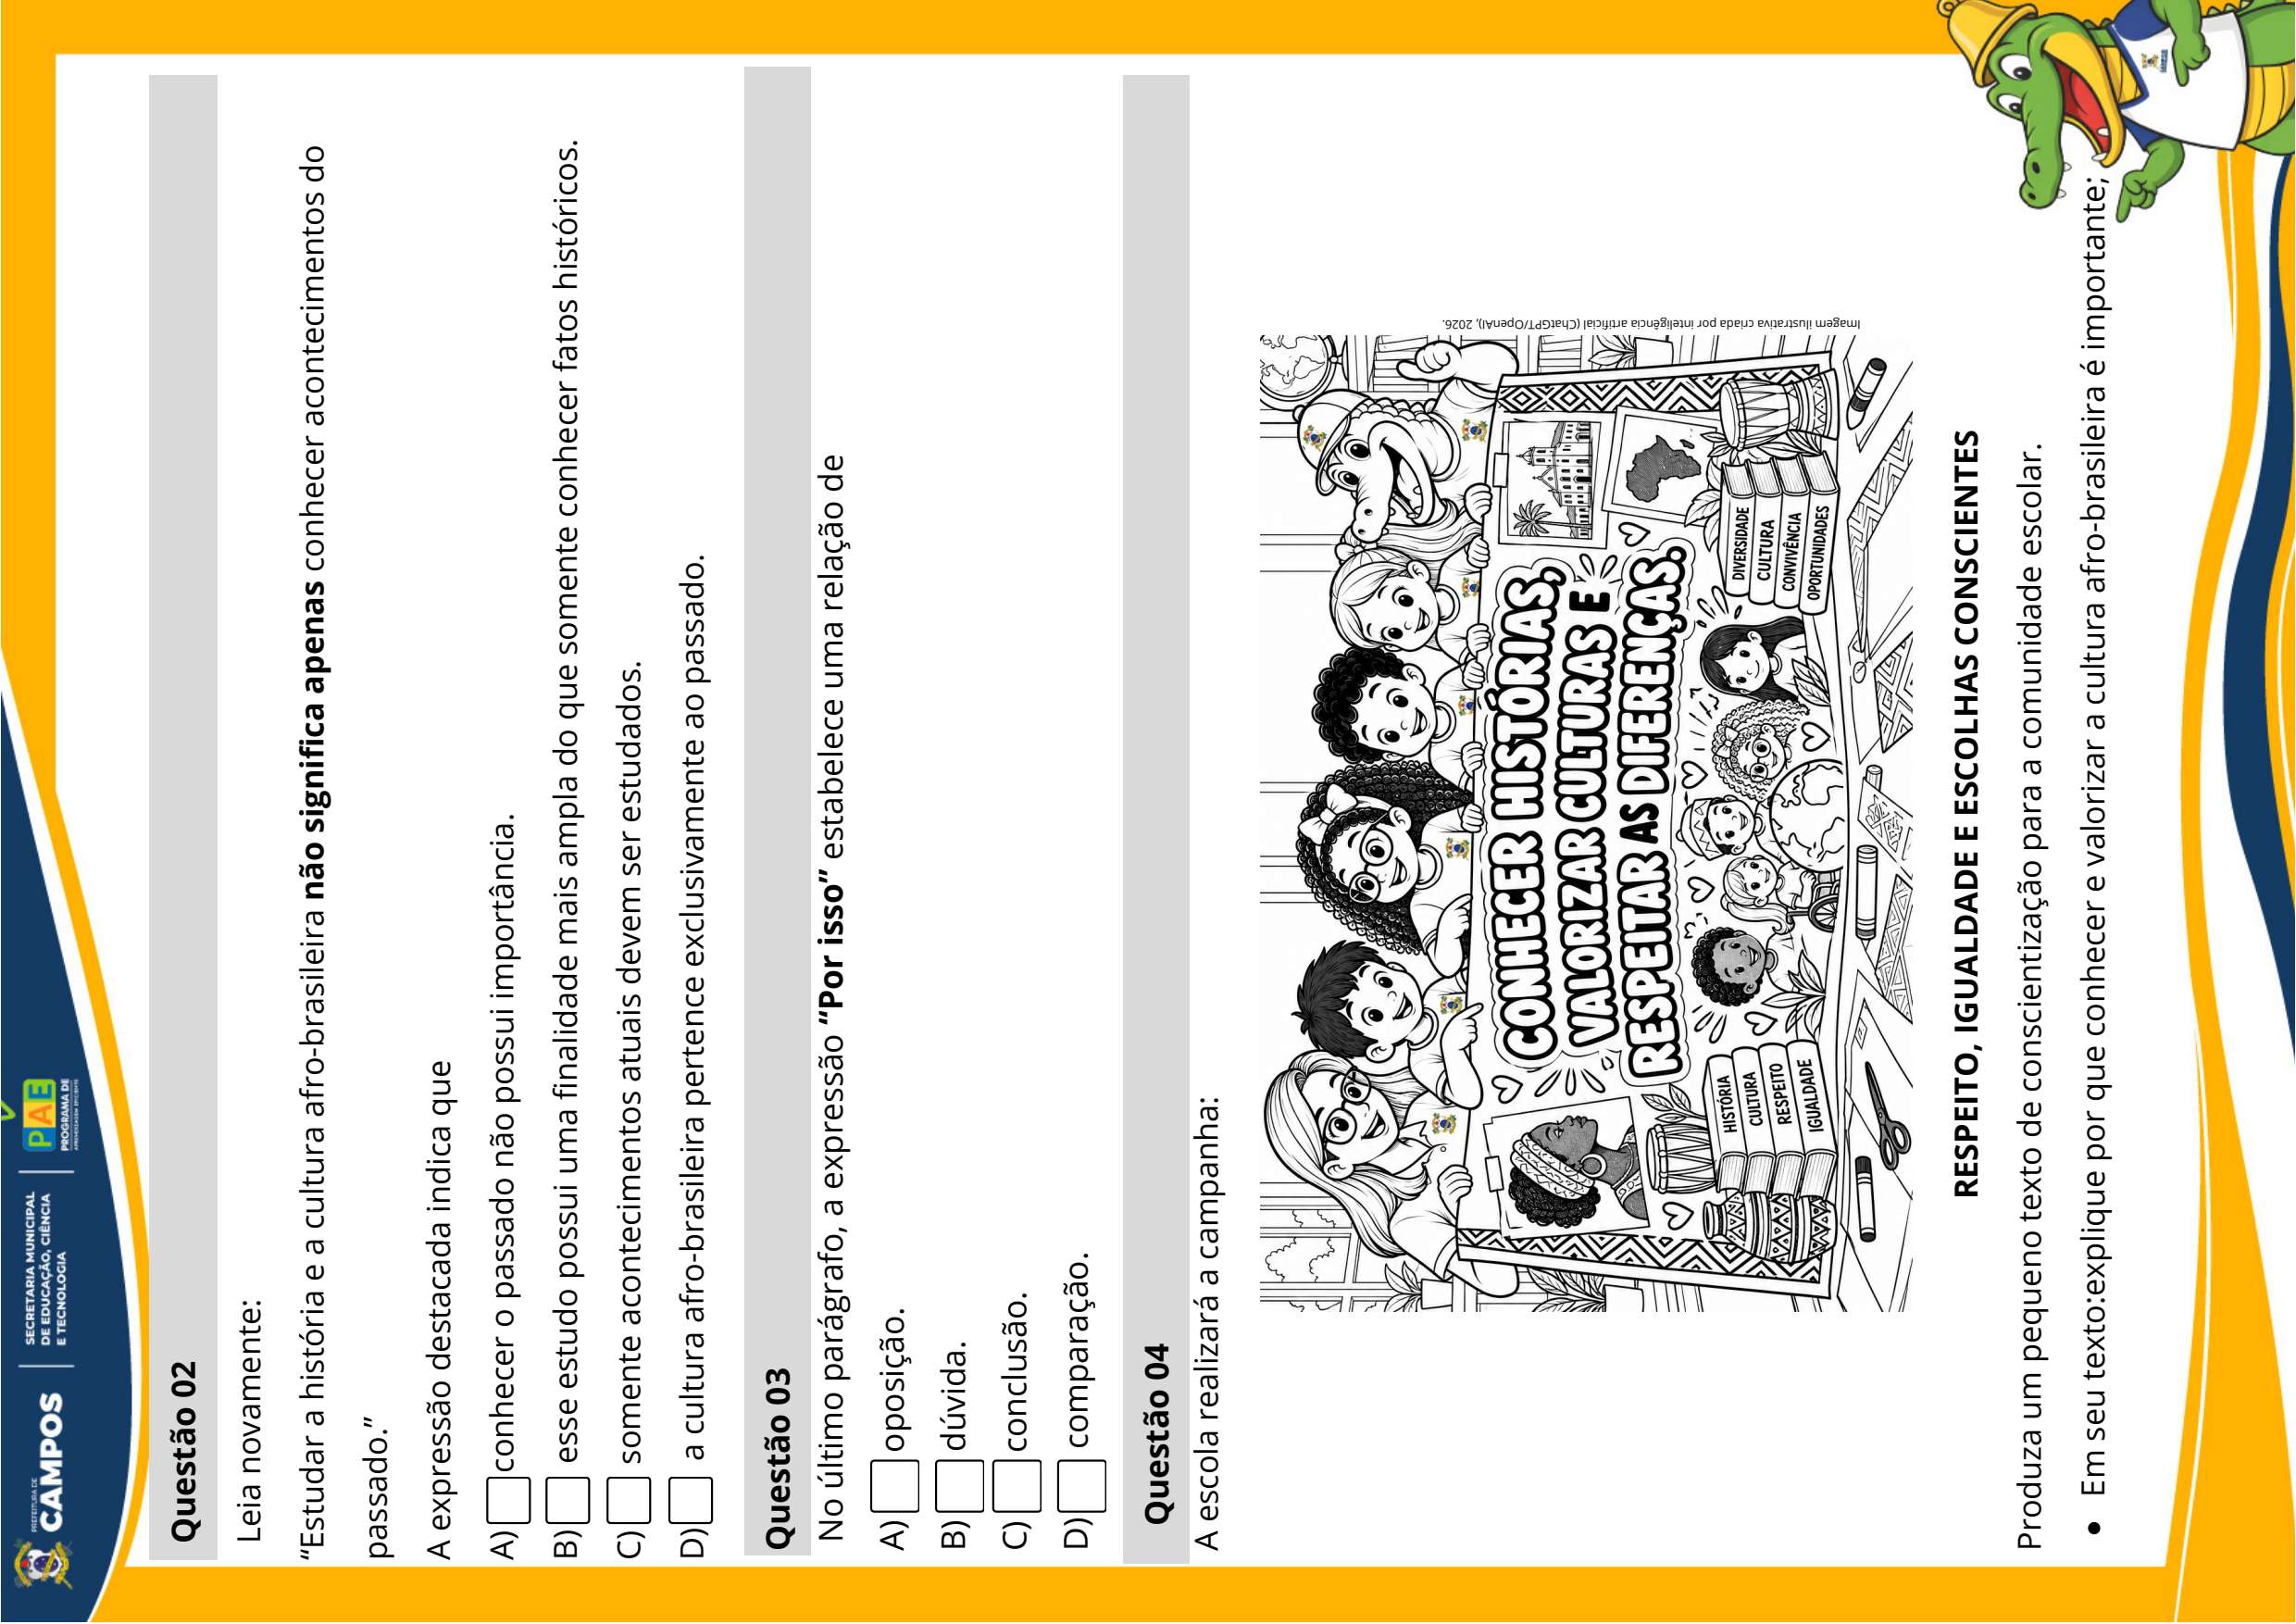 PREFEITURA DE
CAMPOS
SECRETARIA MUNICIPAL
DE EDUCAÇÃO, CIÊNCIA
E TECNOLOGIA
PAE
PROGRAMA DE
APRENDIZAGEM EFICIENTE
Questão 02
Leia novamente:
“Estudar a história e a cultura afro-brasileira não significa apenas conhecer acontecimentos do
passado.”
A expressão destacada indica que
A) conhecer o passado não possui importância.
B) esse estudo possui uma finalidade mais ampla do que somente conhecer fatos históricos.
C) somente acontecimentos atuais devem ser estudados.
D) a cultura afro-brasileira pertence exclusivamente ao passado.
Questão 03
No último parágrafo, a expressão “Por isso” estabelece uma relação de
A) oposição.
B) dúvida.
C) conclusão.
D) comparação.
Questão 04
A escola realizará a campanha:
CONHECER HISTÓRIAS,
VALORIZAR CULTURAS E
RESPEITAR AS DIFERENÇAS.
HISTÓRIA
CULTURA
RESPEITO
IGUALDADE
DIVERSIDADE
CULTURA
CONVIVÊNCIA
OPORTUNIDADES
Imagem ilustrativa criada por inteligência artificial (ChatGPT/OpenAI), 2026.
RESPEITO, IGUALDADE E ESCOLHAS CONSCIENTES
Produza um pequeno texto de conscientização para a comunidade escolar.
• Em seu texto:explique por que conhecer e valorizar a cultura afro-brasileira é importante;